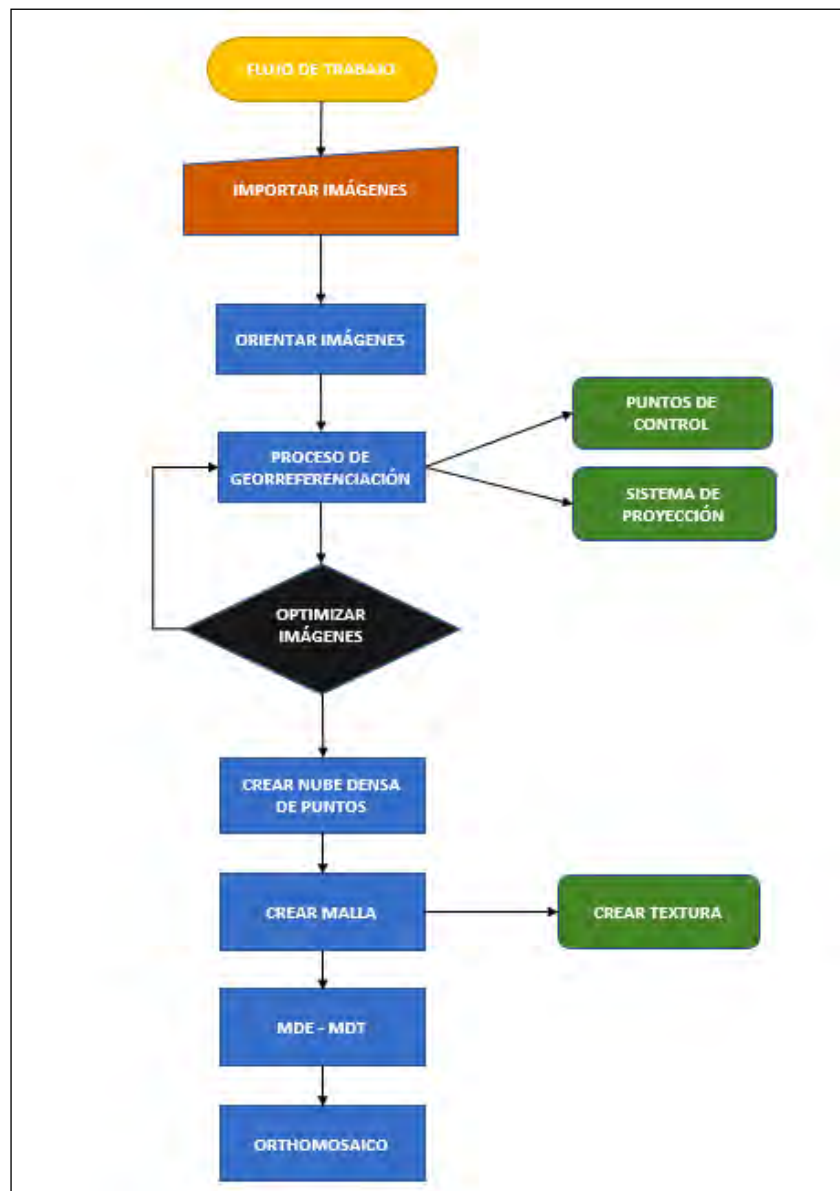 FLUJO DE TRABAJO
IMPORTAR IMÁGENES
ORIENTAR IMÁGENES
PROCESO DE
GEORREFERENCIACIÓN
PUNTOS DE
CONTROL
SISTEMA DE
PROYECCIÓN
OPTIMIZAR
IMÁGENES
CREAR NUBE DENSA
DE PUNTOS
CREAR MALLA
CREAR TEXTURA
MDE - MDT
ORTHOMOSAICO